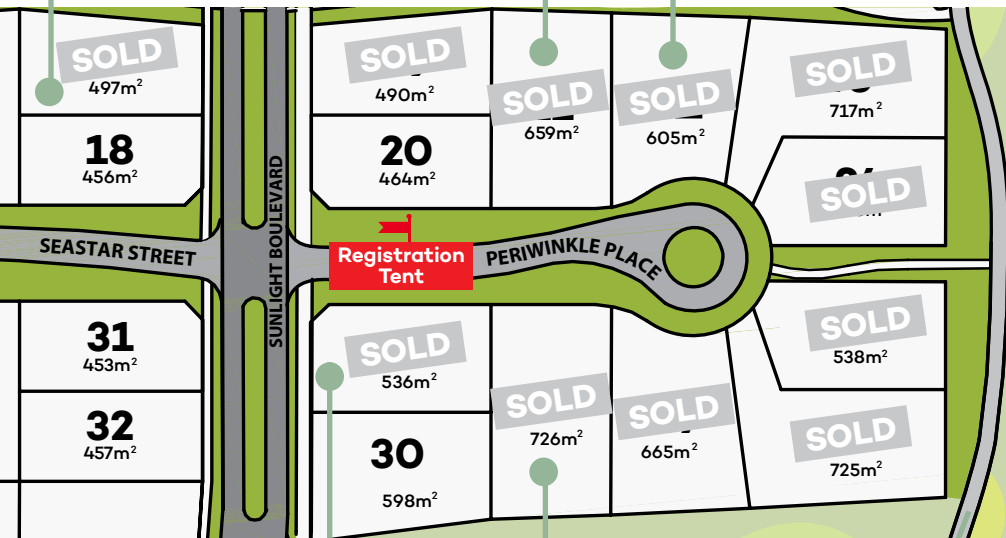 SOLD
497m²
18
456m²
SOLD
490m²
20
464m²
SOLD
659m²
SOLD
605m²
SOLD
717m²
SOLD
SEASTAR STREET
SUNLIGHT BOULEVARD
Registration
Tent
PERIWINKLE PLACE
31
453m²
32
457m²
SOLD
536m²
30
598m²
SOLD
726m²
SOLD
665m²
SOLD
538m²
SOLD
725m²